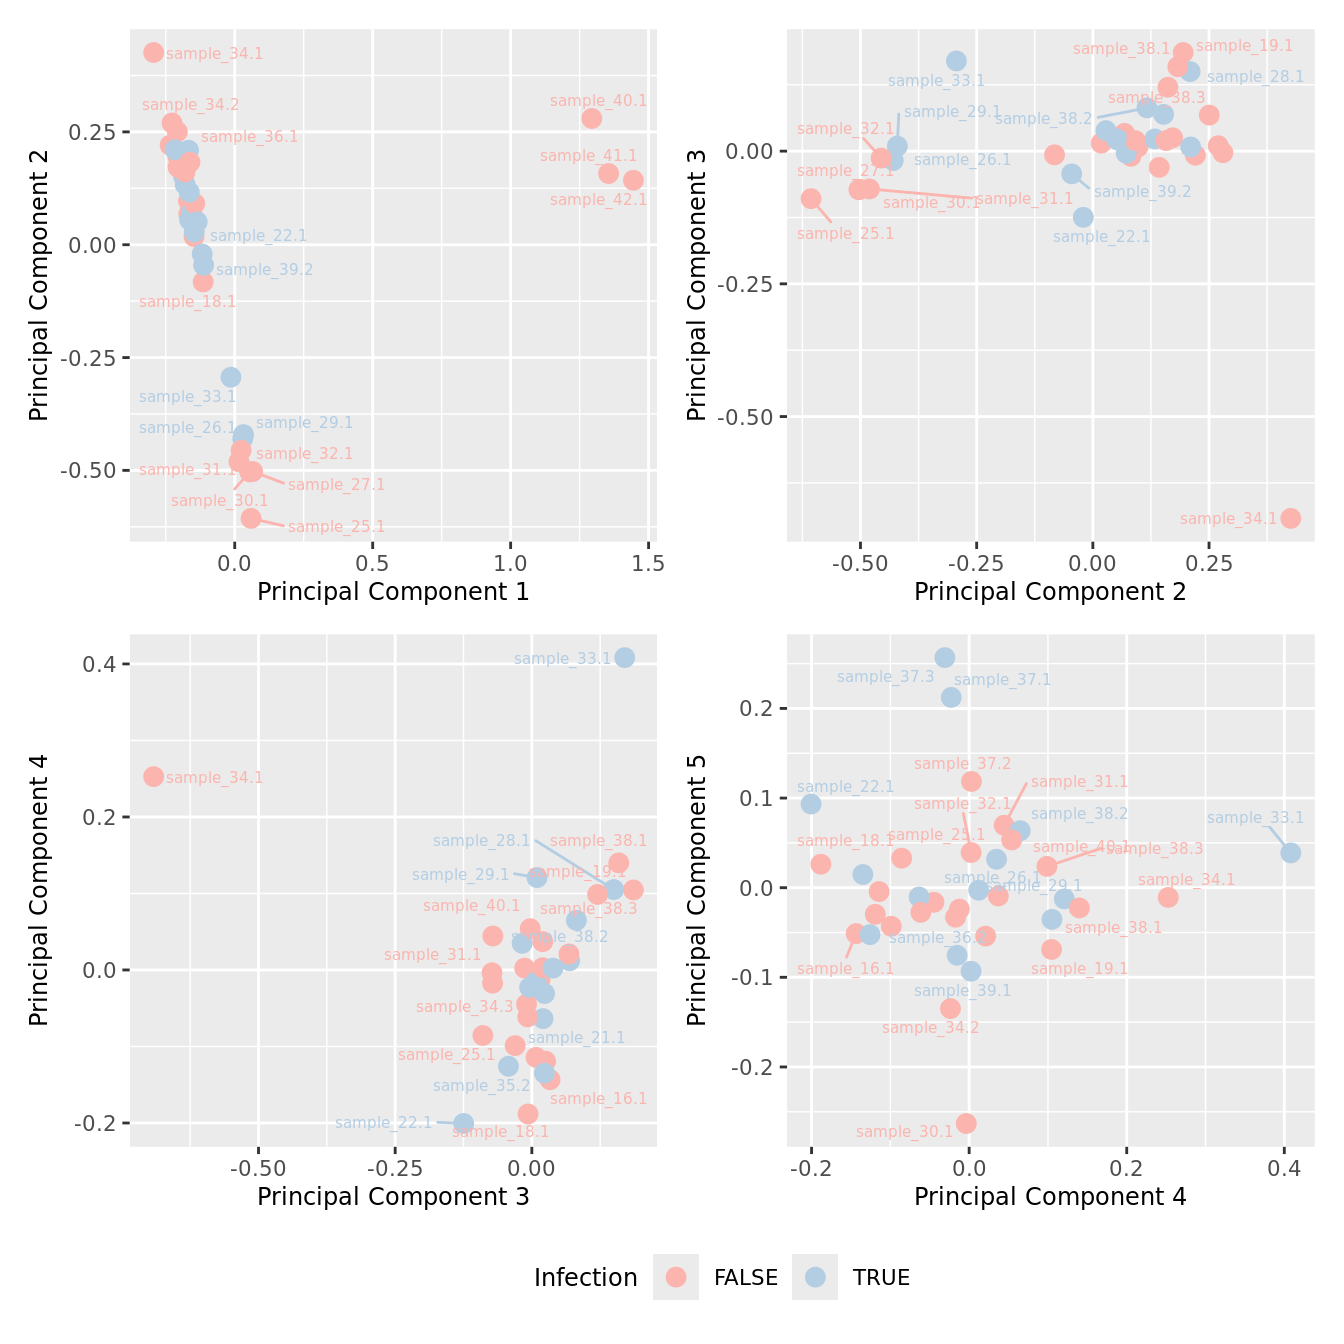 sample_34.1
sample_34.2
sample_36.1
sample_40.1
sample_41.1
sample_42.1
sample_22.1
sample_39.2
sample_18.1
sample_33.1
sample_29.1
sample_26.1
sample_32.1
sample_31.1
sample_27.1
sample_30.1
sample_25.1
0.25
0.00
-0.25
-0.50
0.0
0.5
1.0
1.5
Principal Component 1
Principal Component 2
sample_38.1
sample_19.1
sample_33.1
sample_28.1
sample_38.3
sample_29.1
sample_38.2
sample_32.1
sample_26.1
sample_27.1
sample_39.2
sample_30.1
sample_31.1
sample_25.1
sample_22.1
sample_34.1
0.00
-0.25
-0.50
-0.50
-0.25
0.00
0.25
Principal Component 2
Principal Component 3
sample_33.1
sample_34.1
sample_28.1
sample_38.1
sample_29.1
sample_19.1
sample_40.1
sample_38.3
sample_38.2
sample_31.1
sample_34.3
sample_21.1
sample_25.1
sample_35.2
sample_16.1
sample_22.1
sample_18.1
0.4
0.2
0.0
-0.2
-0.50
-0.25
0.00
Principal Component 3
Principal Component 4
sample_37.3
sample_37.1
sample_37.2
sample_22.1
sample_31.1
sample_32.1
sample_38.2
sample_33.1
sample_18.1
sample_25.1
sample_40.1
sample_38.3
sample_26.1
sample_29.1
sample_34.1
sample_38.1
sample_16.1
sample_19.1
sample_39.1
sample_34.2
sample_30.1
0.2
0.1
0.0
-0.1
-0.2
-0.2
0.0
0.2
0.4
Principal Component 4
Principal Component 5
Infection
FALSE
TRUE